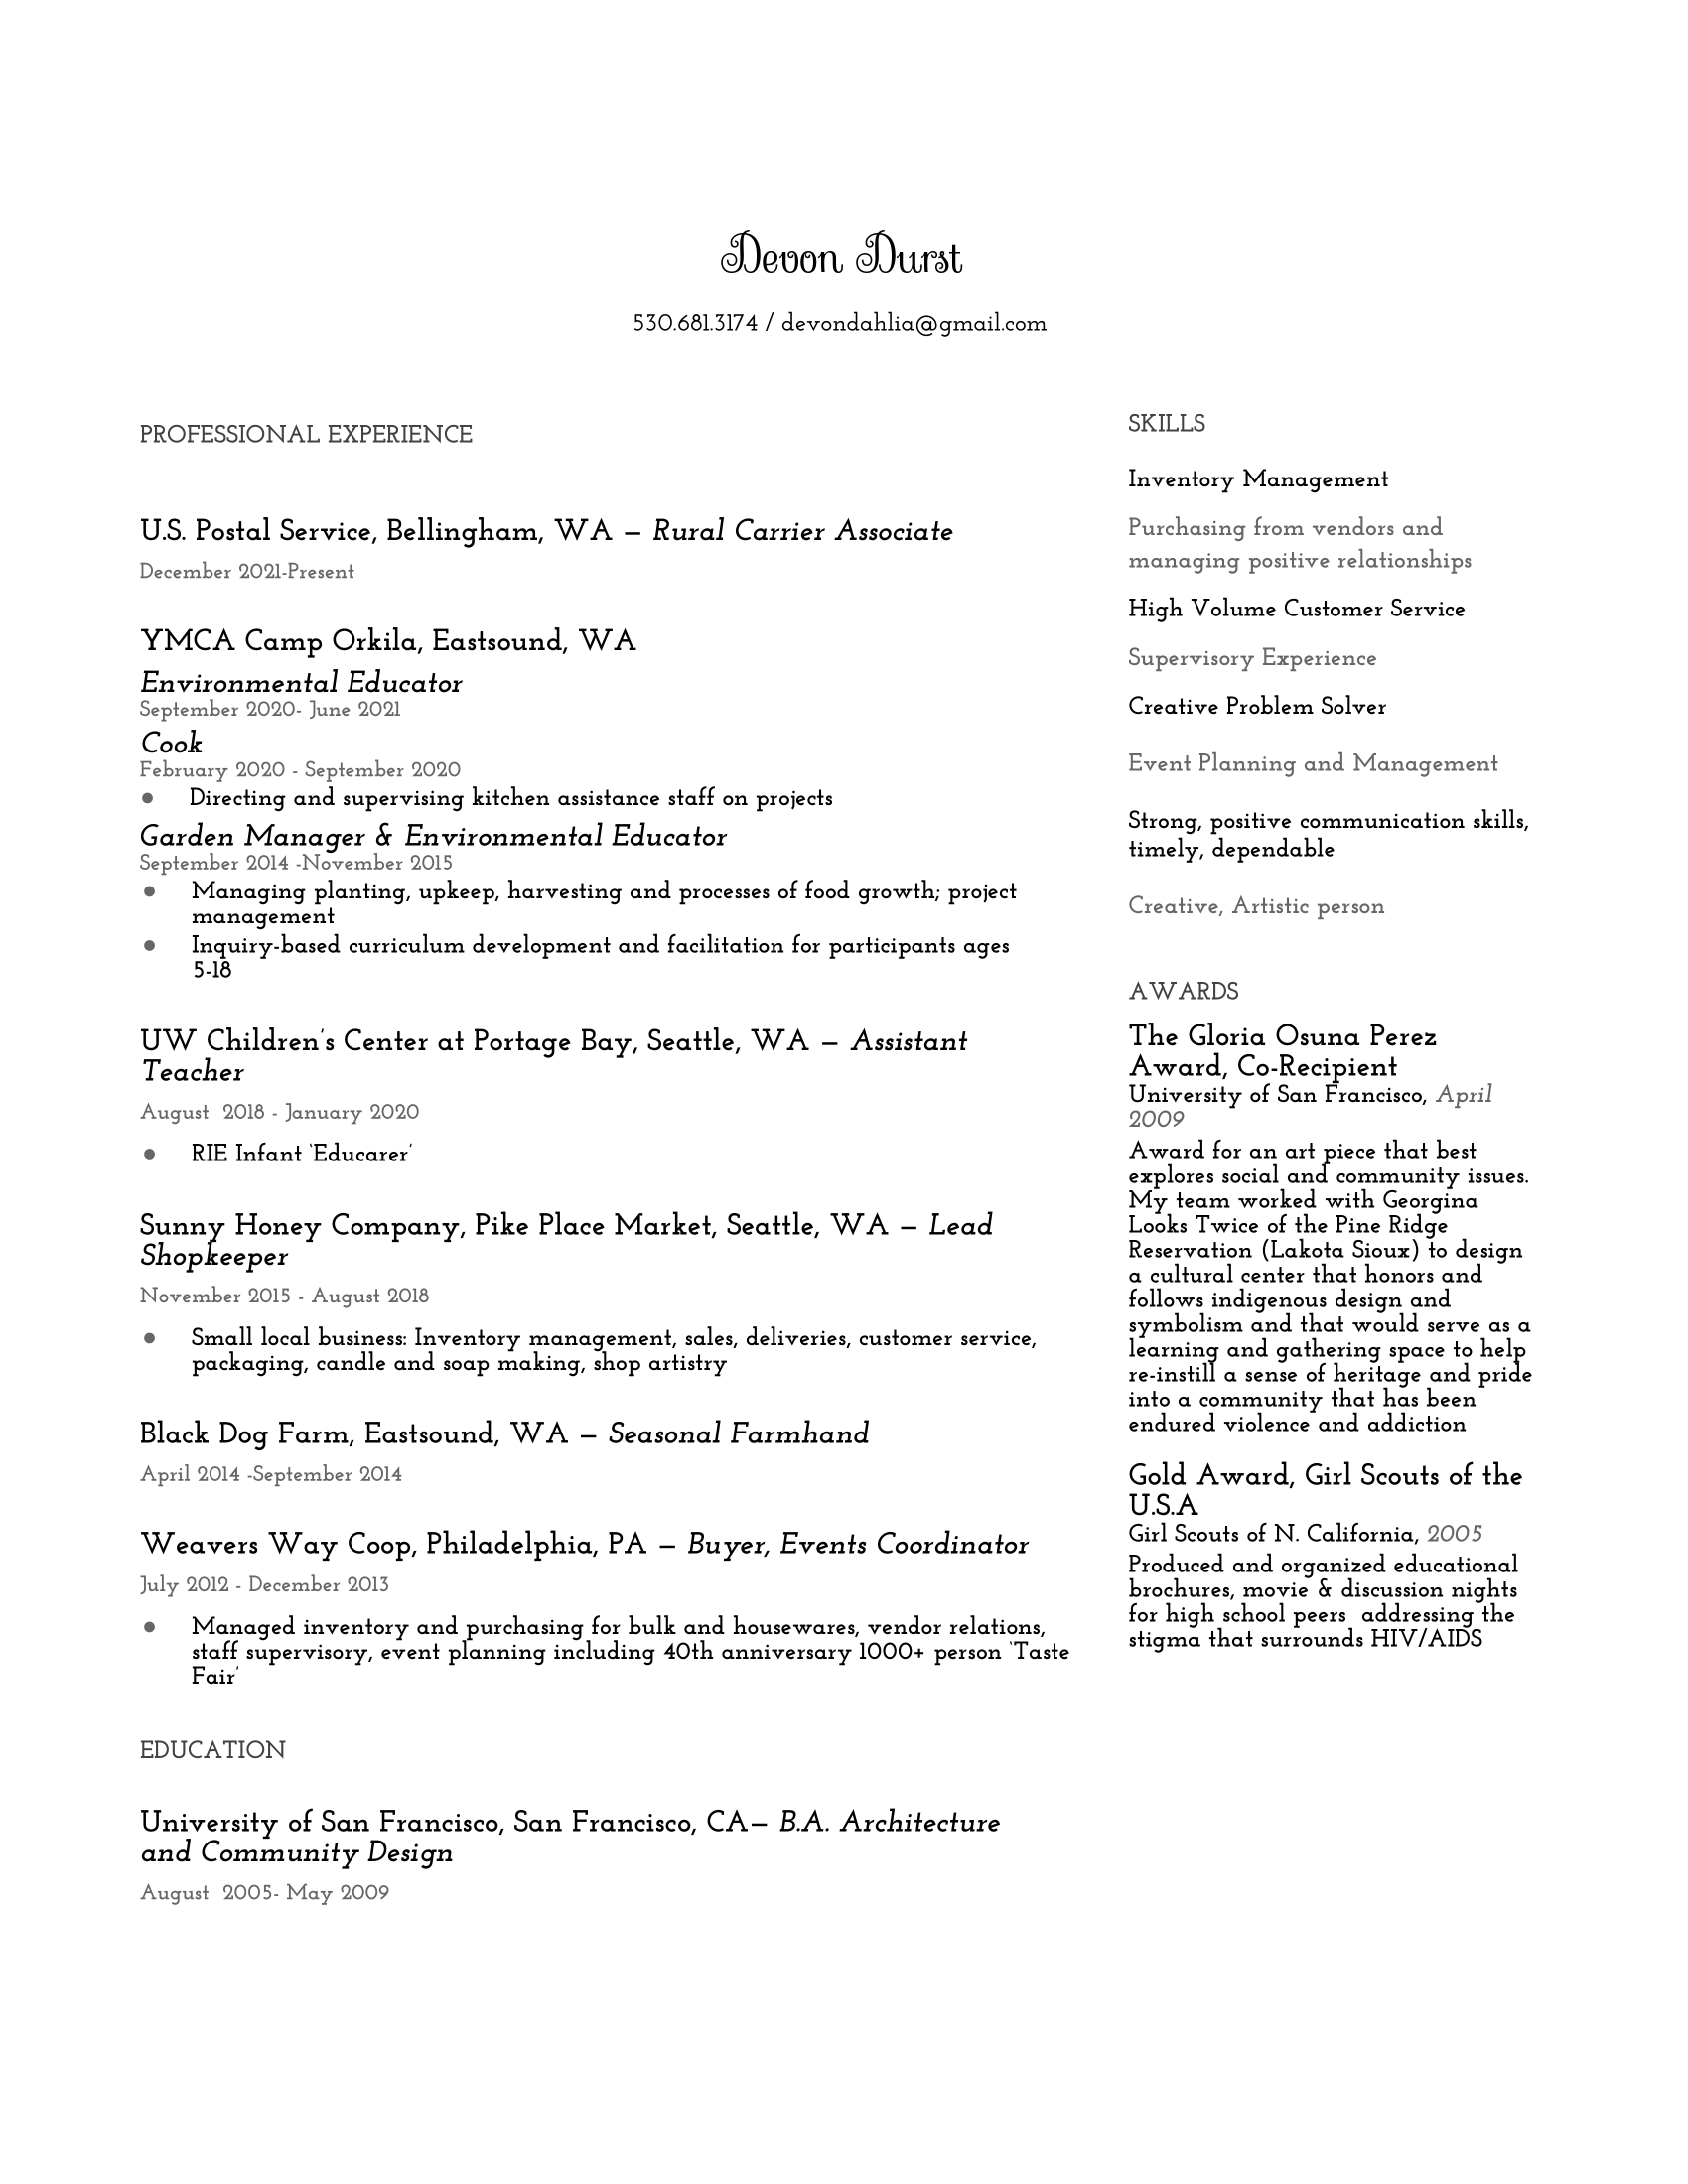 Devon Durst
530.681.3174 / devondahlia@gmail.com
PROFESSIONAL EXPERIENCE
U.S. Postal Service, Bellingham, WA – Rural Carrier Associate
December 2021-Present
YMCA Camp Orkila, Eastsound, WA
Environmental Educator
September 2020- June 2021
Cook
February 2020 - September 2020
● Directing and supervising kitchen assistance staff on projects
Garden Manager & Environmental Educator
September 2014 -November 2015
● Managing planting, upkeep, harvesting and processes of food growth; project
management
● Inquiry-based curriculum development and facilitation for participants ages
5-18
UW Children's Center at Portage Bay, Seattle, WA – Assistant
Teacher
August  2018 - January 2020
● RIE Infant 'Educarer'
Sunny Honey Company, Pike Place Market, Seattle, WA – Lead
Shopkeeper
November 2015 - August 2018
● Small local business: Inventory management, sales, deliveries, customer service,
packaging, candle and soap making, shop artistry
Black Dog Farm, Eastsound, WA – Seasonal Farmhand
April 2014 -September 2014
Weavers Way Coop, Philadelphia, PA – Buyer, Events Coordinator
July 2012 - December 2013
● Managed inventory and purchasing for bulk and housewares, vendor relations,
staff supervisory, event planning including 40th anniversary 1000+ person 'Taste
Fair'
EDUCATION
University of San Francisco, San Francisco, CA– B.A. Architecture
and Community Design
August  2005- May 2009
SKILLS
Inventory Management
Purchasing from vendors and
managing positive relationships
High Volume Customer Service
Supervisory Experience
Creative Problem Solver
Event Planning and Management
Strong, positive communication skills,
timely, dependable
Creative, Artistic person
AWARDS
The Gloria Osuna Perez
Award, Co-Recipient
University of San Francisco, April
2009
Award for an art piece that best
explores social and community issues.
My team worked with Georgina
Looks Twice of the Pine Ridge
Reservation (Lakota Sioux) to design
a cultural center that honors and
follows indigenous design and
symbolism and that would serve as a
learning and gathering space to help
re-instill a sense of heritage and pride
into a community that has been
endured violence and addiction
Gold Award, Girl Scouts of the
U.S.A
Girl Scouts of N. California, 2005
Produced and organized educational
brochures, movie & discussion nights
for high school peers  addressing the
stigma that surrounds HIV/AIDS